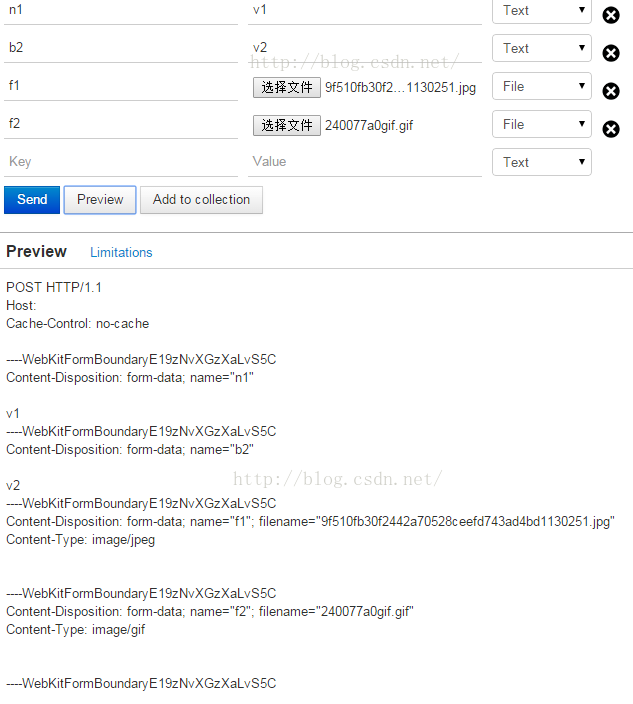 n1 v1 Text
b2 v2 Text
http://blog.csdn.net/
f1 选择文件 9f510fb30f2...1130251.jpg File
f2 选择文件 240077a0gif.gif File
Key Value Text
Send Preview Add to collection
Preview Limitations
POST HTTP/1.1
Host:
Cache-Control: no-cache
----WebKitFormBoundaryE19zNvXGzXaLvS5C
Content-Disposition: form-data; name="n1"
v1
----WebKitFormBoundaryE19zNvXGzXaLvS5C
Content-Disposition: form-data; name="b2"
http://blog.csdn.net/
v2
----WebKitFormBoundaryE19zNvXGzXaLvS5C
Content-Disposition: form-data; name="f1"; filename="9f510fb30f2442a70528ceefd743ad4bd1130251.jpg"
Content-Type: image/jpeg
----WebKitFormBoundaryE19zNvXGzXaLvS5C
Content-Disposition: form-data; name="f2"; filename="240077a0gif.gif"
Content-Type: image/gif
----WebKitFormBoundaryE19zNvXGzXaLvS5C